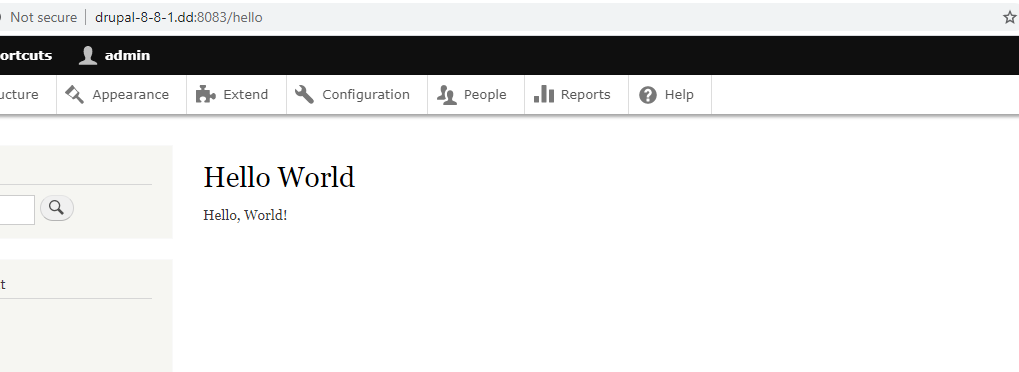 Not secure drupal-8-8-1.dd:8083/hello
ortcuts admin
ucture Appearance Extend Configuration People Reports Help
Hello World
Hello, World!
t